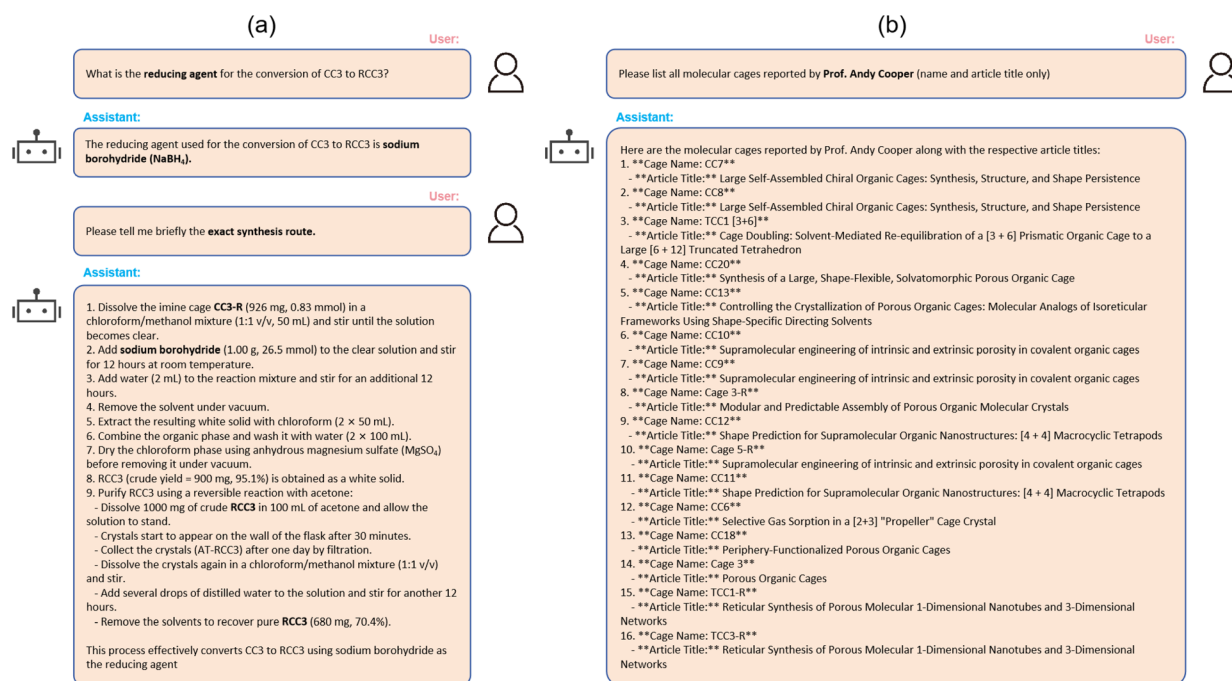 (a)
User:
What is the reducing agent for the conversion of CC3 to RCC3?
Assistant:
The reducing agent used for the conversion of CC3 to RCC3 is sodium
borohydride (NaBH₄).
User:
Please tell me briefly the exact synthesis route.
Assistant:
1. Dissolve the imine cage CC3-R (926 mg, 0.83 mmol) in a
chloroform/methanol mixture (1:1 v/v, 50 mL) and stir until the solution
becomes clear.
2. Add sodium borohydride (1.00 g, 26.5 mmol) to the clear solution and stir
for 12 hours at room temperature.
3. Add water (2 mL) to the reaction mixture and stir for an additional 12
hours.
4. Remove the solvent under vacuum.
5. Extract the resulting white solid with chloroform (2 × 50 mL).
6. Combine the organic phase and wash it with water (2 × 100 mL).
7. Dry the chloroform phase using anhydrous magnesium sulfate (MgSO₄)
before removing it under vacuum.
8. RCC3 (crude yield = 900 mg, 95.1%) is obtained as a white solid.
9. Purify RCC3 using a reversible reaction with acetone:
- Dissolve 1000 mg of crude RCC3 in 100 mL of acetone and allow the
solution to stand.
- Crystals start to appear on the wall of the flask after 30 minutes.
- Collect the crystals (AT-RCC3) after one day by filtration.
- Dissolve the crystals again in a chloroform/methanol mixture (1:1 v/v)
and stir.
- Add several drops of distilled water to the solution and stir for another 12
hours.
- Remove the solvents to recover pure RCC3 (680 mg, 70.4%).
This process effectively converts CC3 to RCC3 using sodium borohydride as
the reducing agent
(b)
User:
Please list all molecular cages reported by Prof. Andy Cooper (name and article title only)
Assistant:
Here are the molecular cages reported by Prof. Andy Cooper along with the respective article titles:
1. **Cage Name: CC7**
- **Article Title:** Large Self-Assembled Chiral Organic Cages: Synthesis, Structure, and Shape Persistence
2. **Cage Name: CC8**
- **Article Title:** Large Self-Assembled Chiral Organic Cages: Synthesis, Structure, and Shape Persistence
3. **Cage Name: TCC1 [3+6]**
- **Article Title:** Cage Doubling: Solvent-Mediated Re-equilibration of a [3 + 6] Prismatic Organic Cage to a
Large [6 + 12] Truncated Tetrahedron
4. **Cage Name: CC20**
- **Article Title:** Synthesis of a Large, Shape-Flexible, Solvatomorphic Porous Organic Cage
5. **Cage Name: CC13**
- **Article Title:** Controlling the Crystallization of Porous Organic Cages: Molecular Analogs of Isoreticular
Frameworks Using Shape-Specific Directing Solvents
6. **Cage Name: CC10**
- **Article Title:** Supramolecular engineering of intrinsic and extrinsic porosity in covalent organic cages
7. **Cage Name: CC9**
- **Article Title:** Supramolecular engineering of intrinsic and extrinsic porosity in covalent organic cages
8. **Cage Name: Cage 3-R**
- **Article Title:** Modular and Predictable Assembly of Porous Organic Molecular Crystals
9. **Cage Name: CC12**
- **Article Title:** Shape Prediction for Supramolecular Organic Nanostructures: [4 + 4] Macrocyclic Tetrapods
10. **Cage Name: Cage 5-R**
- **Article Title:** Supramolecular engineering of intrinsic and extrinsic porosity in covalent organic cages
11. **Cage Name: CC11**
- **Article Title:** Shape Prediction for Supramolecular Organic Nanostructures: [4 + 4] Macrocyclic Tetrapods
12. **Cage Name: CC6**
- **Article Title:** Selective Gas Sorption in a [2+3] "Propeller" Cage Crystal
13. **Cage Name: CC18**
- **Article Title:** Periphery-Functionalized Porous Organic Cages
14. **Cage Name: Cage 3**
- **Article Title:** Porous Organic Cages
15. **Cage Name: TCC1-R**
- **Article Title:** Reticular Synthesis of Porous Molecular 1-Dimensional Nanotubes and 3-Dimensional
Networks
16. **Cage Name: TCC3-R**
- **Article Title:** Reticular Synthesis of Porous Molecular 1-Dimensional Nanotubes and 3-Dimensional
Networks